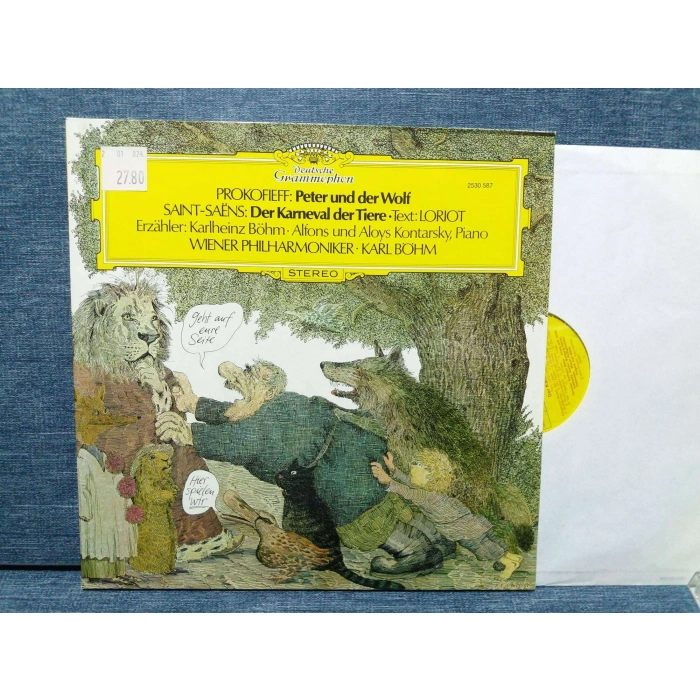 27.80
Deutsche
Grammophon
2530 587
PROKOFIEFF: Peter und der Wolf
SAINT-SAËNS: Der Karneval der Tiere · Text: LORIOT
Erzähler: Karlheinz Böhm · Alfons und Aloys Kontarsky, Piano
WIENER PHILHARMONIKER · KARL BÖHM
STEREO
geht auf
eure
Seite
Hier
spielen
wir